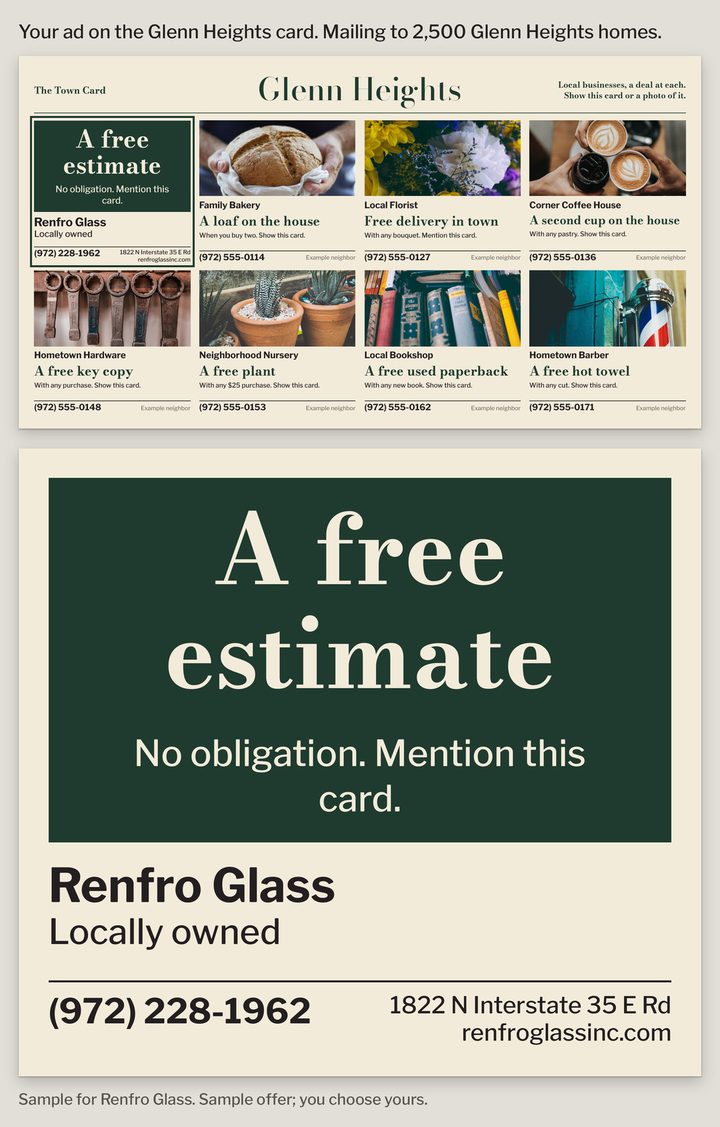 Your ad on the Glenn Heights card. Mailing to 2,500 Glenn Heights homes.
The Town Card
Glenn Heights
Local businesses, a deal at each.
Show this card or a photo of it.
A free
estimate
No obligation. Mention this
card.
Renfro Glass
Locally owned
(972) 228-1962
1822 N Interstate 35 E Rd
renfroglassinc.com
Family Bakery
A loaf on the house
When you buy two. Show this card.
(972) 555-0114
Example neighbor
Local Florist
Free delivery in town
With any bouquet. Mention this card.
(972) 555-0127
Example neighbor
Corner Coffee House
A second cup on the house
With any pastry. Show this card.
(972) 555-0136
Example neighbor
Hometown Hardware
A free key copy
With any purchase. Show this card.
(972) 555-0148
Example neighbor
Neighborhood Nursery
A free plant
With any $25 purchase. Show this card.
(972) 555-0153
Example neighbor
Local Bookshop
A free used paperback
With any new book. Show this card.
(972) 555-0162
Example neighbor
Hometown Barber
A free hot towel
With any cut. Show this card.
(972) 555-0171
Example neighbor
A free
estimate
No obligation. Mention this
card.
Renfro Glass
Locally owned
(972) 228-1962
1822 N Interstate 35 E Rd
renfroglassinc.com
Sample for Renfro Glass. Sample offer; you choose yours.